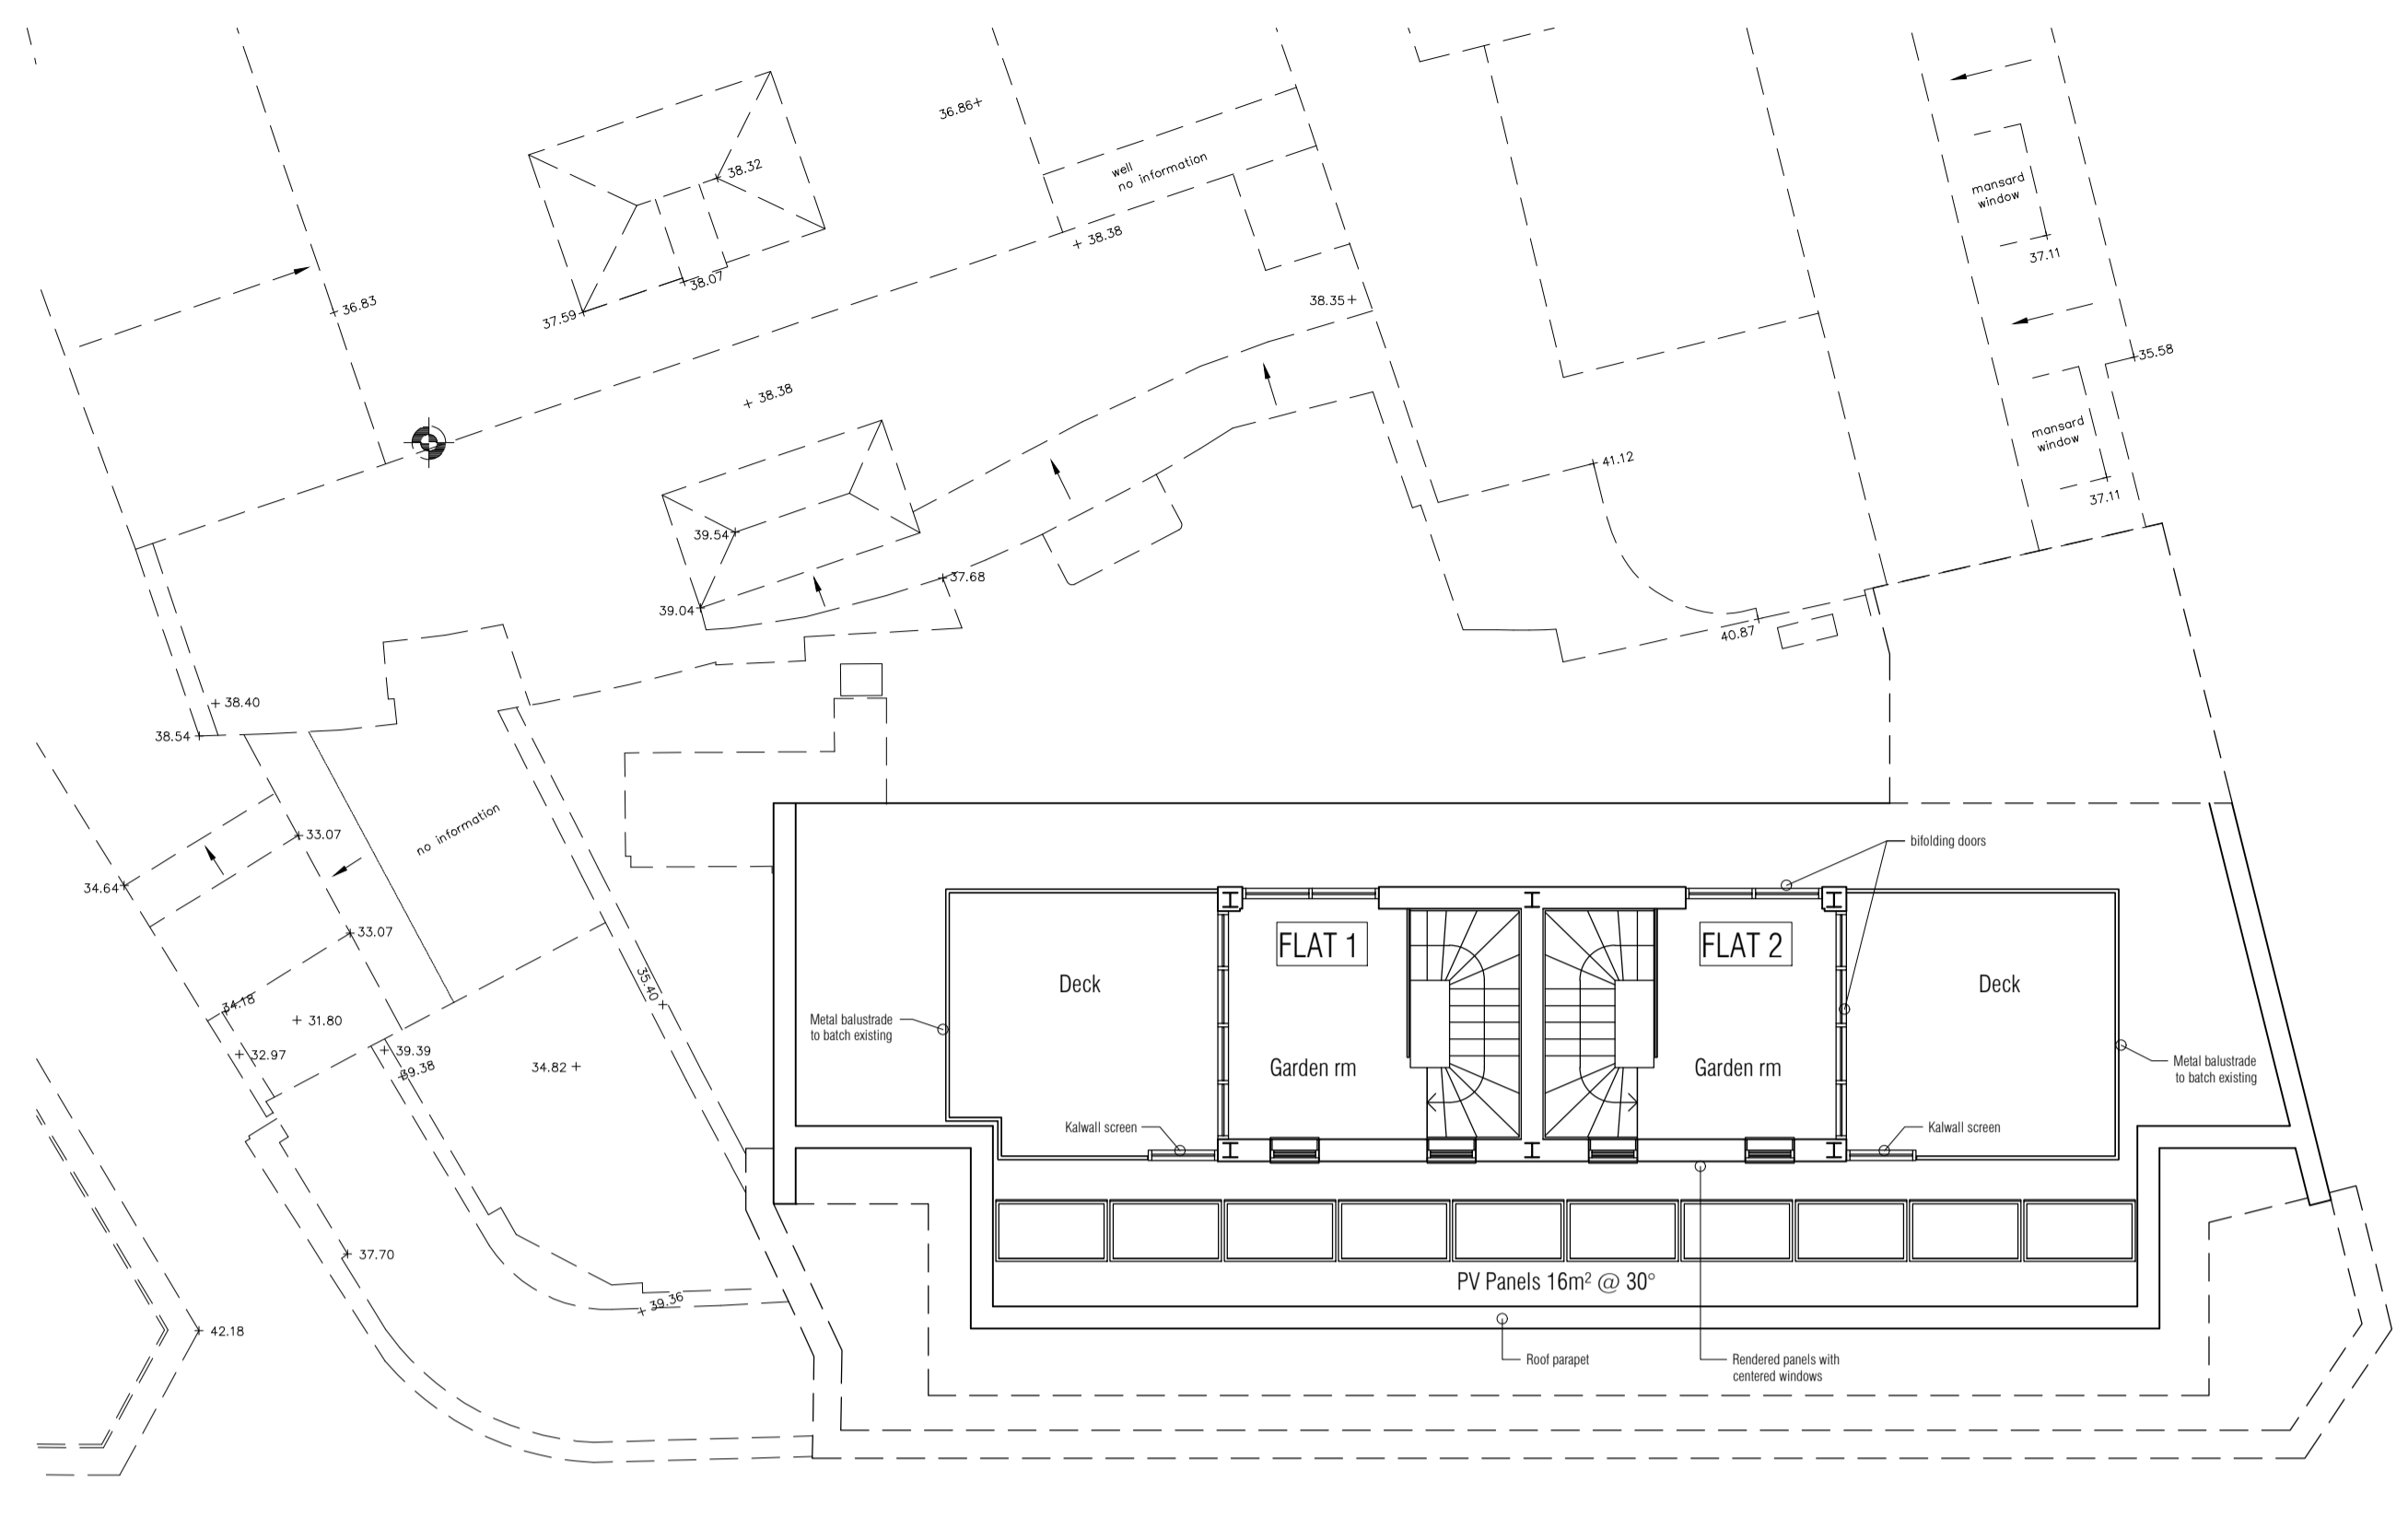 36.86+
38.32
well
no information
mansard
window
37.11
38.38
38.07
36.83
37.59
38.35+
35.58
+ 38.38
mansard
window
37.11
41.12
39.54
37.68
39.04
40.87
+ 38.40
38.54
no information
33.07
34.64
bifolding doors
33.07
FLAT 1
FLAT 2
Deck
Deck
35.40
34.18
+ 31.80
Metal balustrade
to batch existing
32.97
39.39
39.38
34.82 +
Garden rm
Garden rm
Metal balustrade
to batch existing
Kalwall screen
Kalwall screen
37.70
PV Panels 16m² @ 30°
39.36
42.18
Roof parapet
Rendered panels with
centered windows